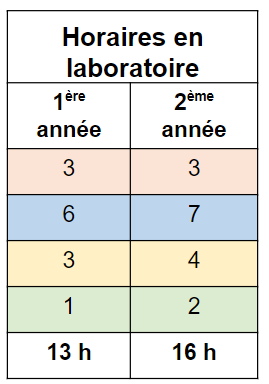 Horaires en
laboratoire
1ère 2ème
année année
3 3
6 7
3 4
1 2
13 h 16 h